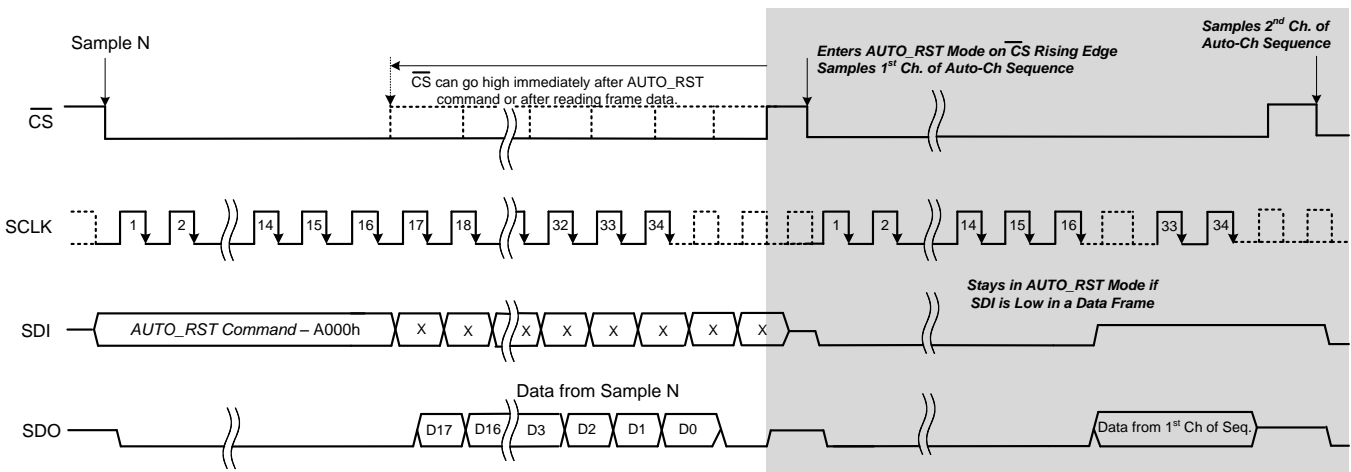 Sample N
Enters AUTO_RST Mode on CS Rising Edge
Samples 1st Ch. of Auto-Ch Sequence
Samples 2nd Ch. of
Auto-Ch Sequence
CS can go high immediately after AUTO_RST
command or after reading frame data.
CS
SCLK
1 2 14 15 16 17 18 32 33 34 1 2 14 15 16 33 34
Stays in AUTO_RST Mode if
SDI is Low in a Data Frame
SDI
AUTO_RST Command – A000h X X X X X X X X
Data from Sample N
SDO
D17 D16 D3 D2 D1 D0 Data from 1st Ch of Seq.